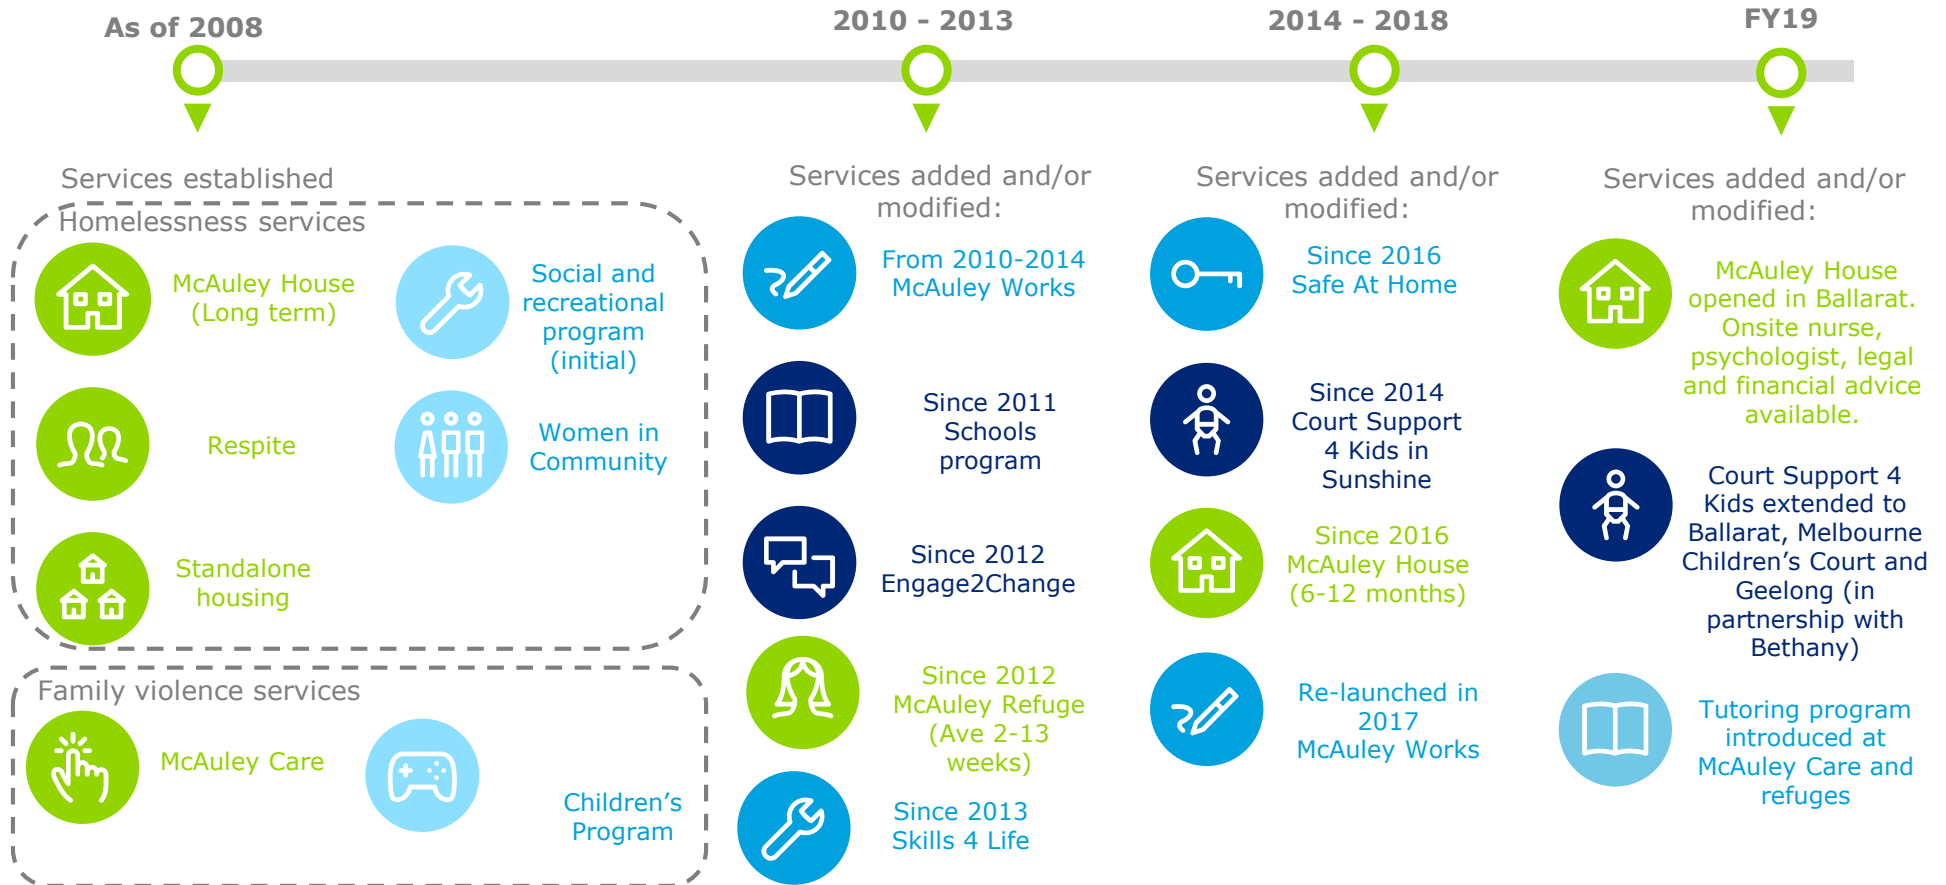 As of 2008
2010 - 2013
2014 - 2018
FY19
Services established
Homelessness services
McAuley House
(Long term)
Social and
recreational
program
(initial)
Respite
Women in
Community
Standalone
housing
Family violence services
McAuley Care
Children’s
Program
Services added and/or
modified:
From 2010-2014
McAuley Works
Since 2011
Schools
program
Since 2012
Engage2Change
Since 2012
McAuley Refuge
(Ave 2-13
weeks)
Since 2013
Skills 4 Life
Services added and/or
modified:
Since 2016
Safe At Home
Since 2014
Court Support
4 Kids in
Sunshine
Since 2016
McAuley House
(6-12 months)
Re-launched in
2017
McAuley Works
Services added and/or
modified:
McAuley House
opened in Ballarat.
Onsite nurse,
psychologist, legal
and financial advice
available.
Court Support 4
Kids extended to
Ballarat, Melbourne
Children’s Court and
Geelong (in
partnership with
Bethany)
Tutoring program
introduced at
McAuley Care and
refuges